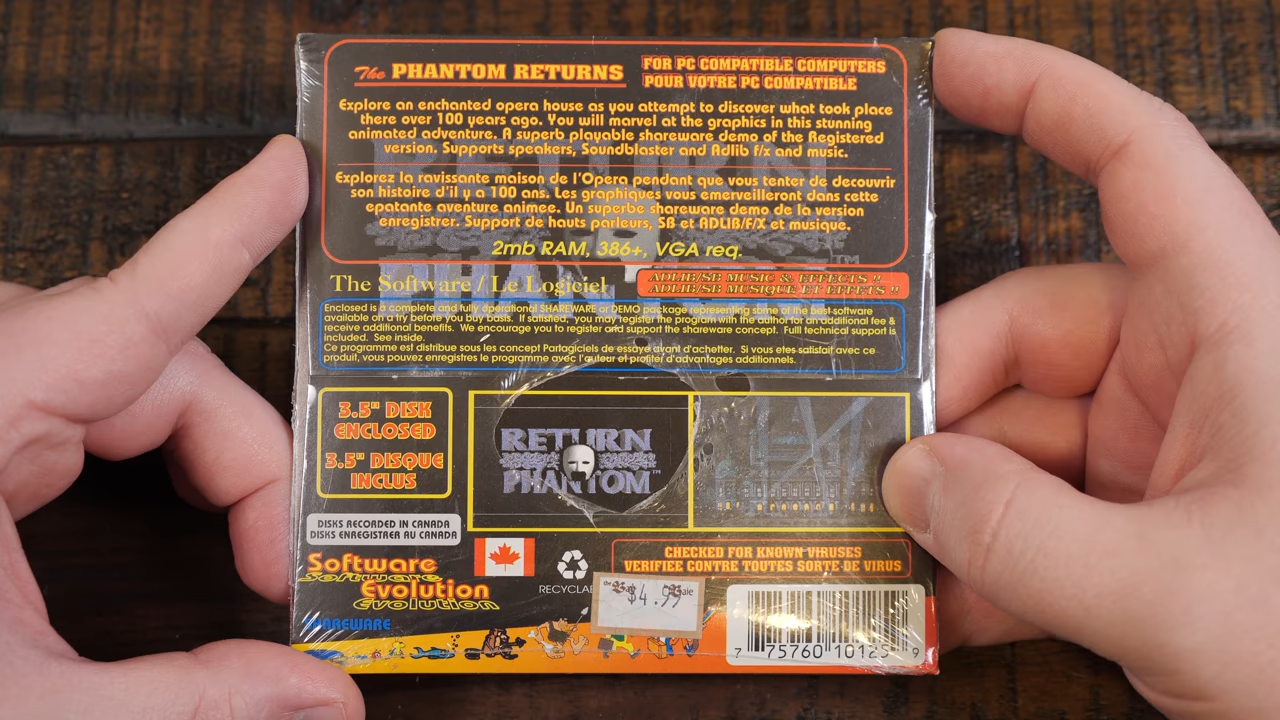 The PHANTOM RETURNS
FOR PC COMPATIBLE COMPUTERS
POUR VOTRE PC COMPATIBLE
Explore an enchanted opera house as you attempt to discover what took place
there over 100 years ago. You will marvel at the graphics in this stunning
animated adventure. A superb playable shareware demo of the Registered
version. Supports speakers, Soundblaster and Adlib f/x and music.
Explorez la ravissante maison de l'Opera pendant que vous tenter de decouvrir
son histoire d'il y a 100 ans. Les graphiques vous emerveilleront dans cette
epatante aventure animee. Un superbe shareware demo de la version
enregistrer. Support de hauts parleurs, SB et ADLIB/F/X et musique.
2mb RAM, 386+, VGA req.
The Software / Le Logiciel
ADLIB/SB MUSIC & EFFECTS !!
ADLIB/SB MUSIQUE ET EFFETS !!
Enclosed is a complete and fully operational SHAREWARE or DEMO package representing some of the best software
available on a try before you buy basis. If satisfied, you may register the program with the author for an additional fee &
receive additional benefits. We encourage you to register and support the shareware concept. Fulll technical support is
included. See inside.
Ce programme est distribue sous les concept Partagiciels de essaye avant d'achetter. Si vous etes satisfait avec ce
produit, vous pouvez enregistres le programme avec l'auteur et profiter d'avantages additionnels.
3.5" DISK
ENCLOSED
3.5" DISQUE
INCLUS
RETURN
PHANTOM™
DISKS RECORDED IN CANADA
DISKS ENREGISTRER AU CANADA
Software
Software
Evolution
Evolution
SHAREWARE
RECYCLA
CHECKED FOR KNOWN VIRUSES
VERIFIEE CONTRE TOUTES SORTE DE VIRUS
$4.99
7 75760 10125 9